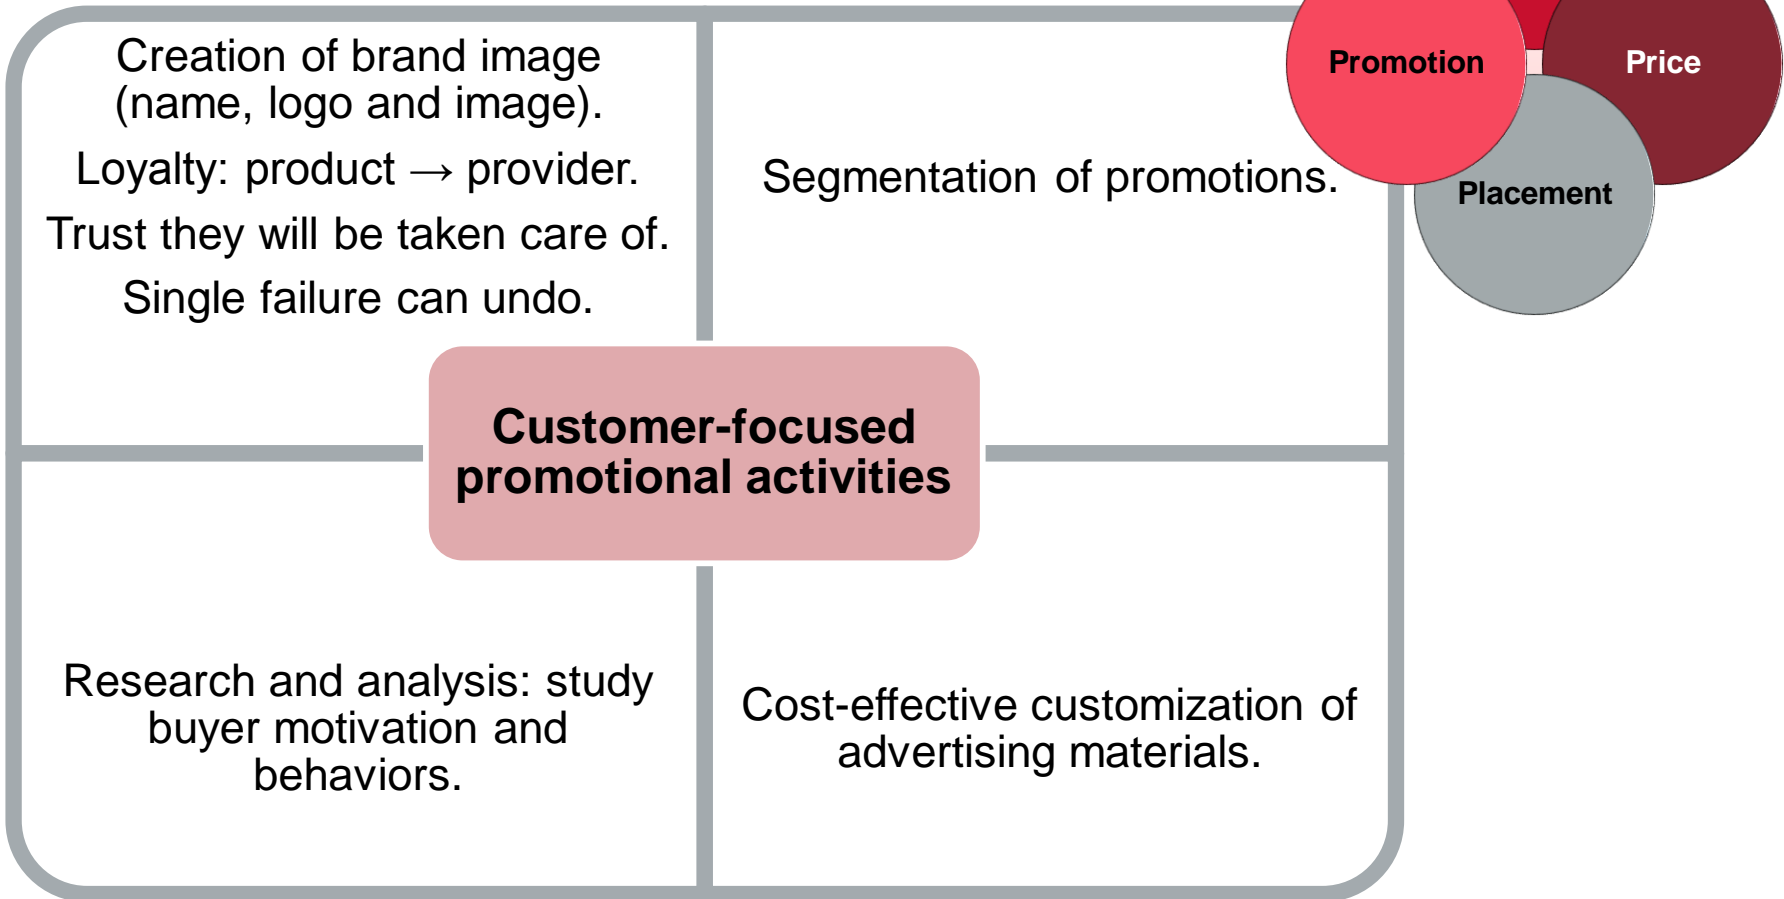 Creation of brand image
(name, logo and image).
Loyalty: product → provider.
Trust they will be taken care of.
Single failure can undo.
Segmentation of promotions.
Promotion
Price
Placement
Customer-focused
promotional activities
Research and analysis: study
buyer motivation and
behaviors.
Cost-effective customization of
advertising materials.